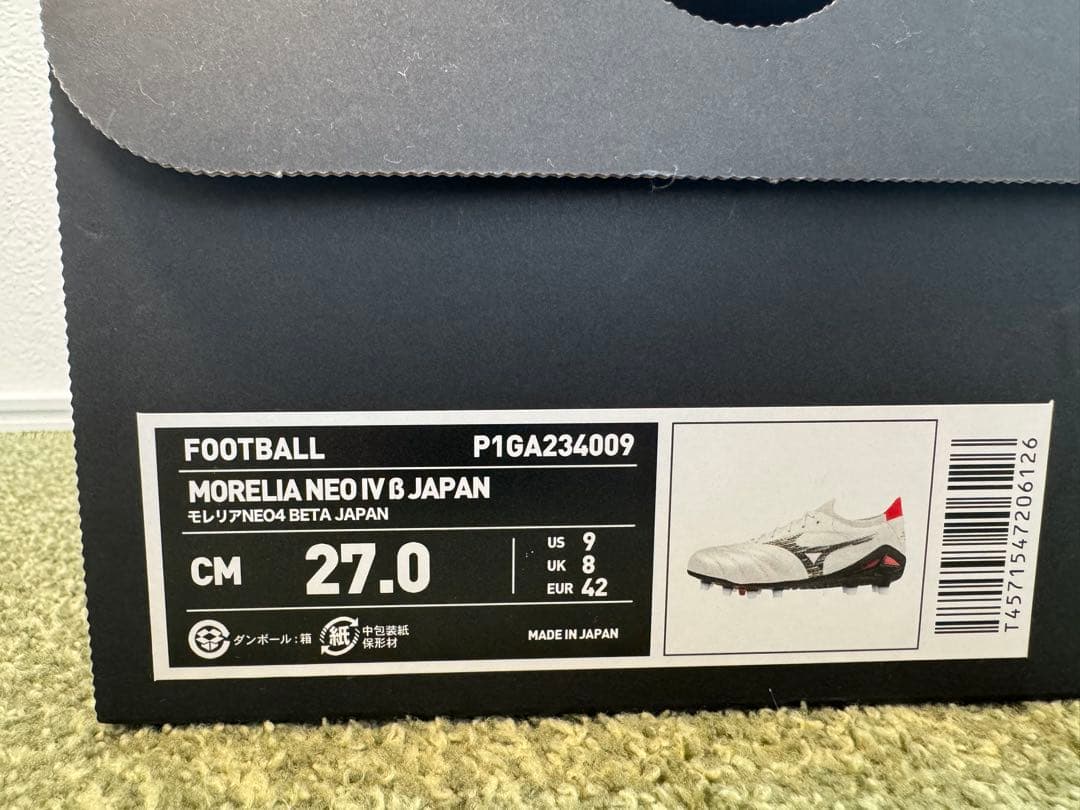 FOOTBALL P1GA234009
MORELIA NEO IV β JAPAN
モレリアNEO4 BETA JAPAN
CM 27.0
US 9
UK 8
EUR 42
ダンボール:箱
紙
中包装紙
保形材
MADE IN JAPAN
T4571547206126